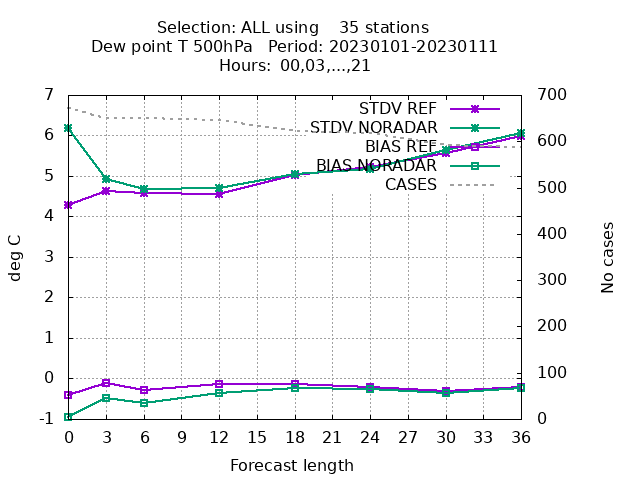 Selection: ALL using    35 stations
Dew point T 500hPa   Period: 20230101-20230111
Hours: 00,03,...,21
7
6
5
4
3
2
1
0
-1
deg C
700
600
500
400
300
200
100
0
No cases
STDV REF
STDV NORADAR
BIAS REF
BIAS NORADAR
CASES
0 3 6 9 12 15 18 21 24 27 30 33 36
Forecast length